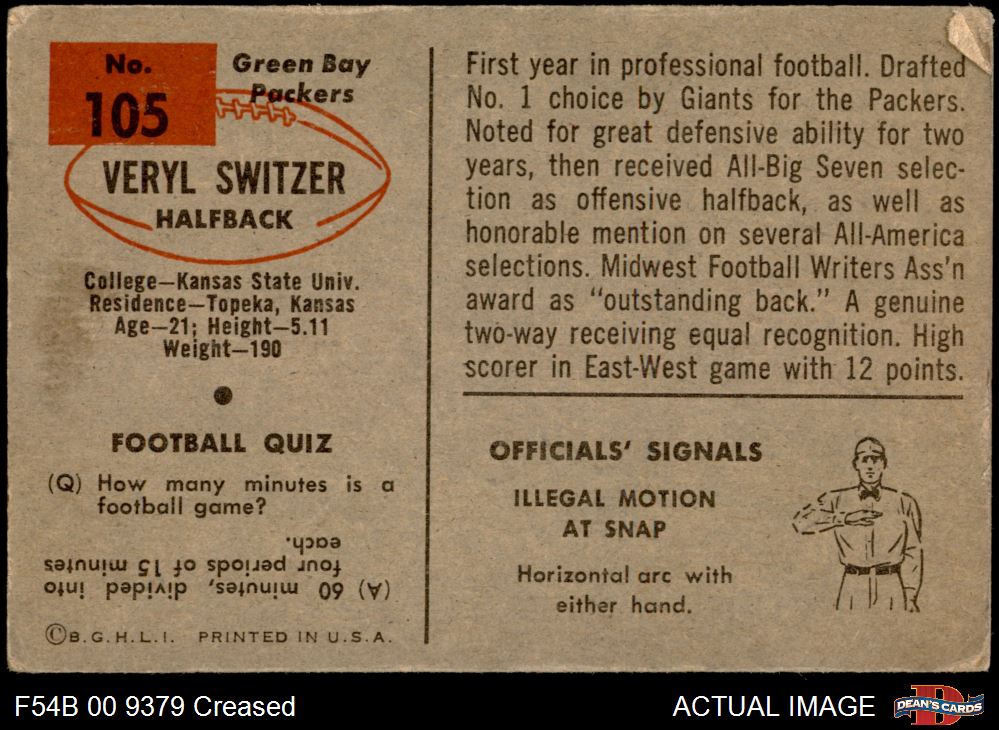 No.
105
Green Bay
Packers
VERYL SWITZER
HALFBACK
College—Kansas State Univ.
Residence—Topeka, Kansas
Age—21; Height—5.11
Weight—190
FOOTBALL QUIZ
(Q) How many minutes is a
football game?
(A) 60 minutes, divided into
four periods of 15 minutes
each.
©B.G.H.L.I. PRINTED IN U.S.A.
First year in professional football. Drafted
No. 1 choice by Giants for the Packers.
Noted for great defensive ability for two
years, then received All-Big Seven selec-
tion as offensive halfback, as well as
honorable mention on several All-America
selections. Midwest Football Writers Ass'n
award as "outstanding back." A genuine
two-way receiving equal recognition. High
scorer in East-West game with 12 points.
OFFICIALS' SIGNALS
ILLEGAL MOTION
AT SNAP
Horizontal arc with
either hand.
F54B 00 9379 Creased
ACTUAL IMAGE
D
DEAN'S CARDS